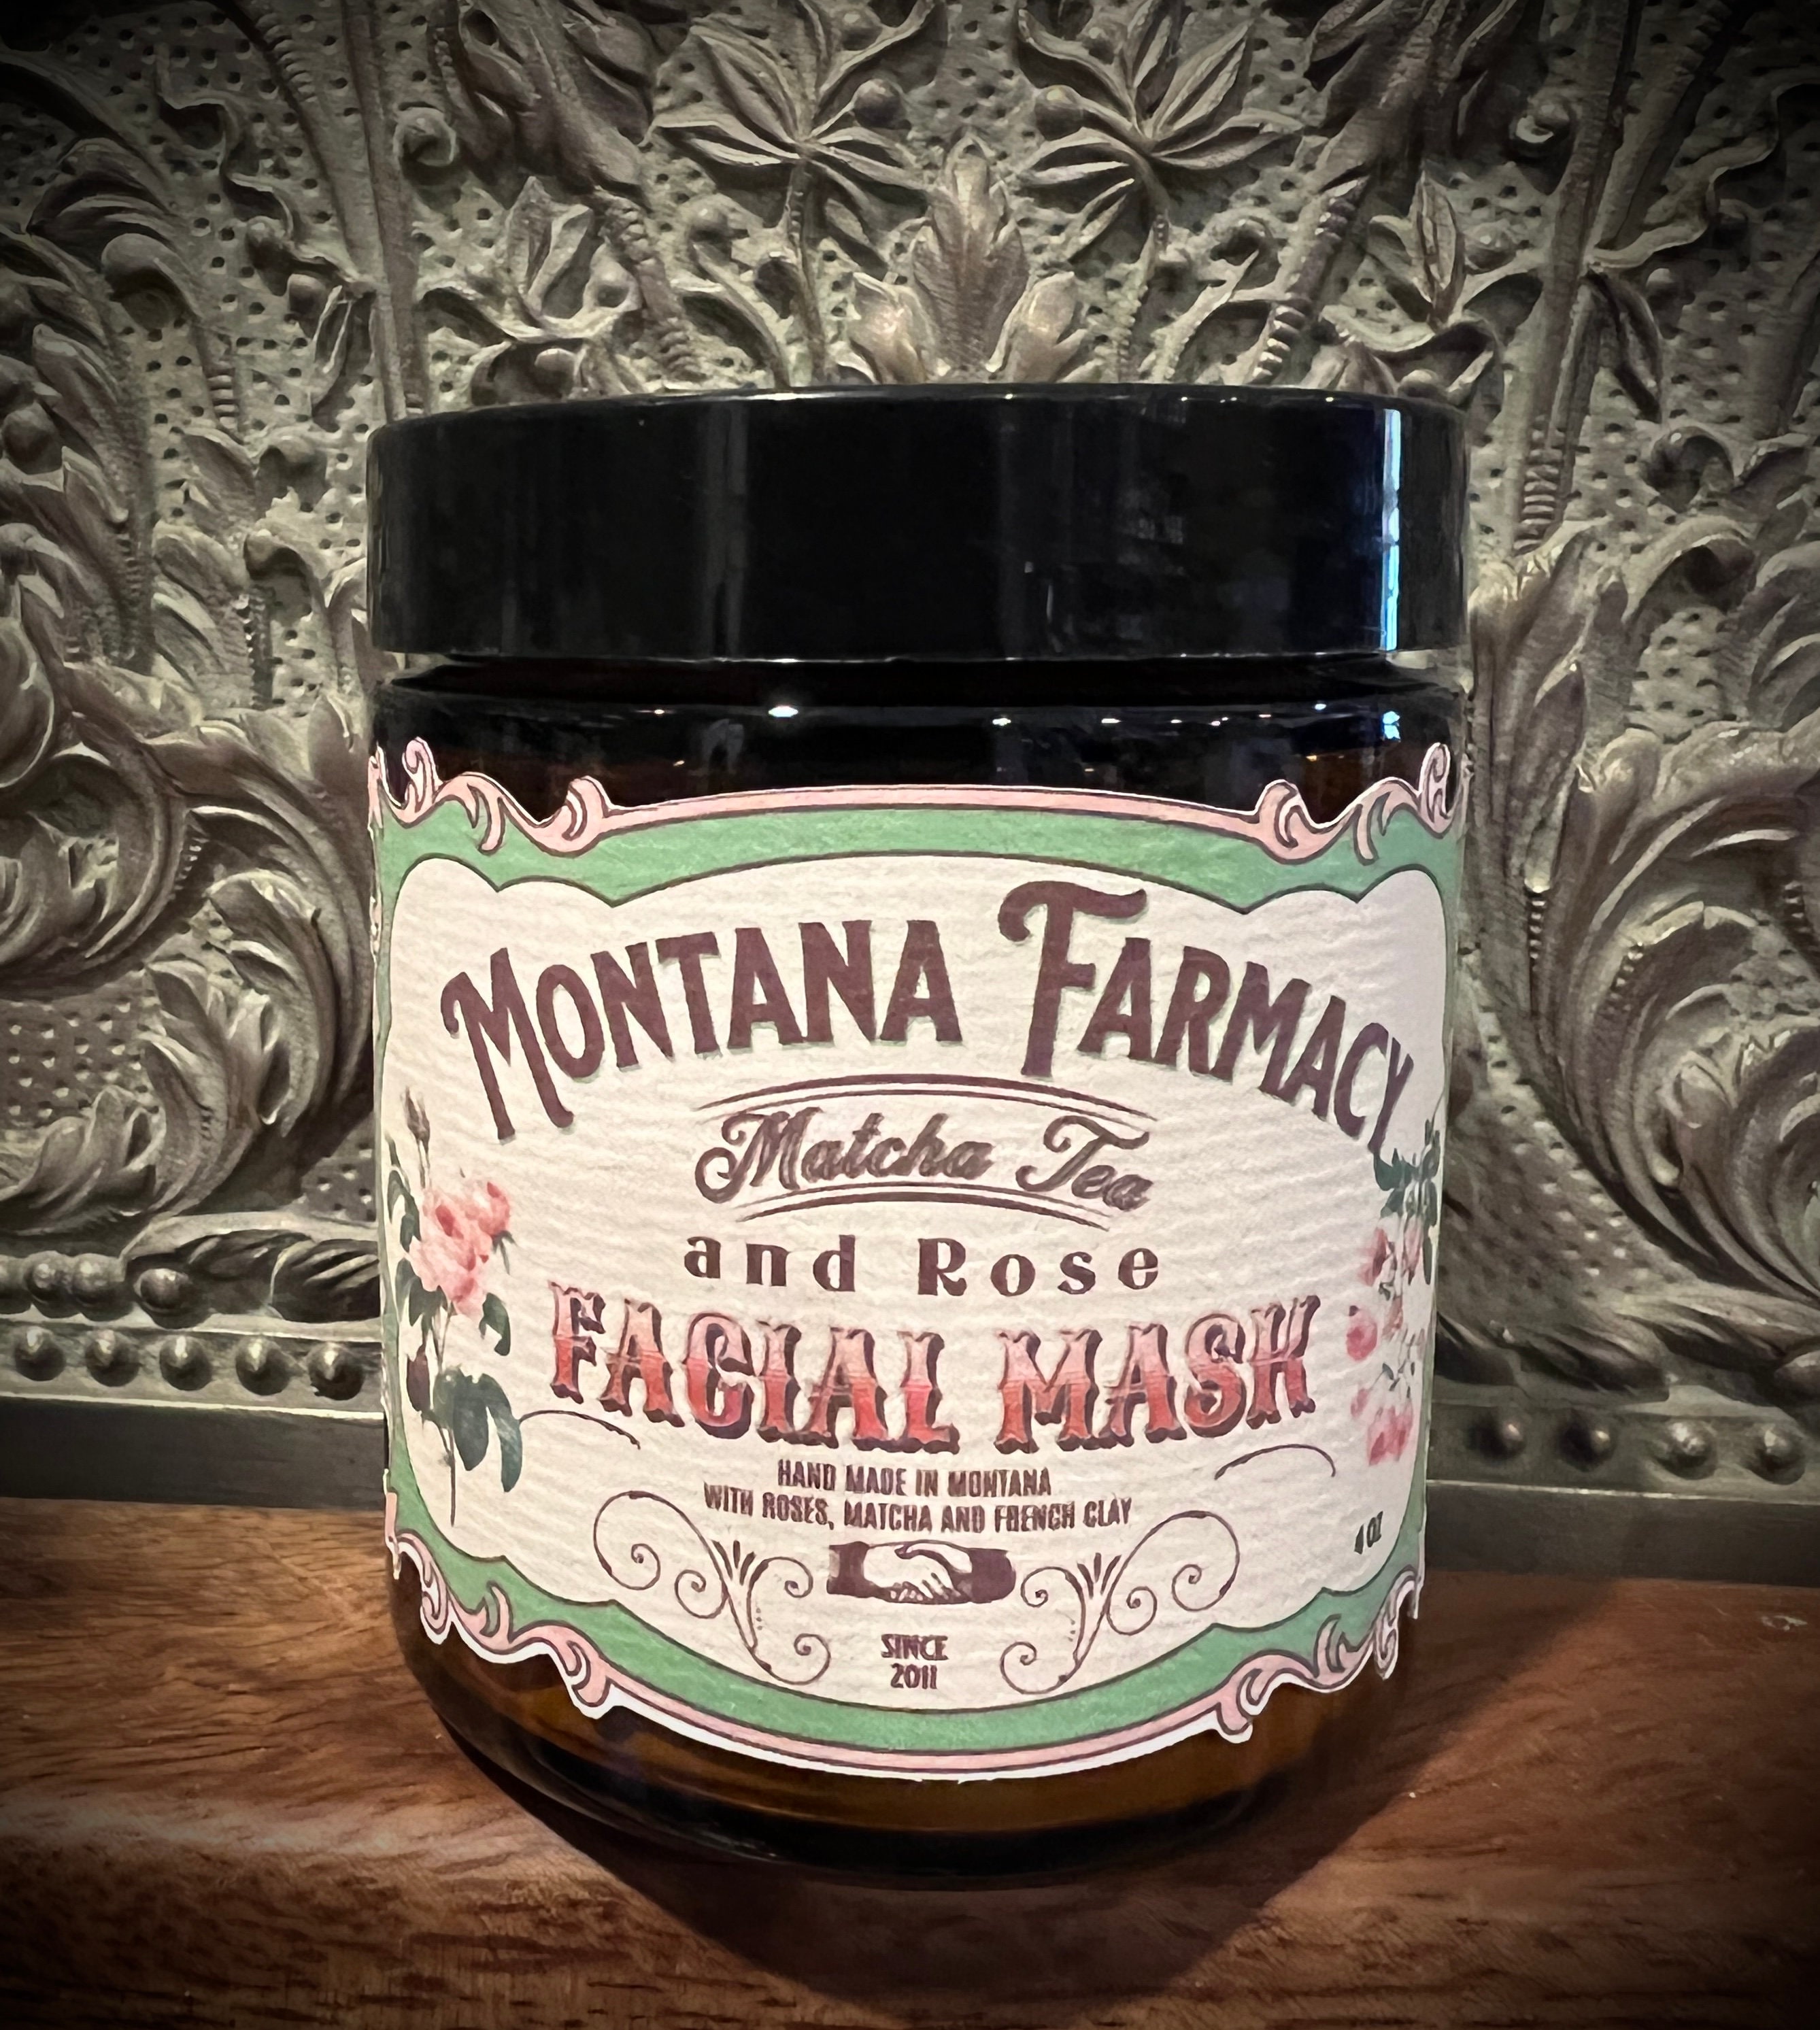 MONTANA FARMACY
Matcha Tea
and Rose
FACIAL MASK
HAND MADE IN MONTANA
WITH ROSES, MATCHA AND FRENCH CLAY
4 OZ
SINCE
2011